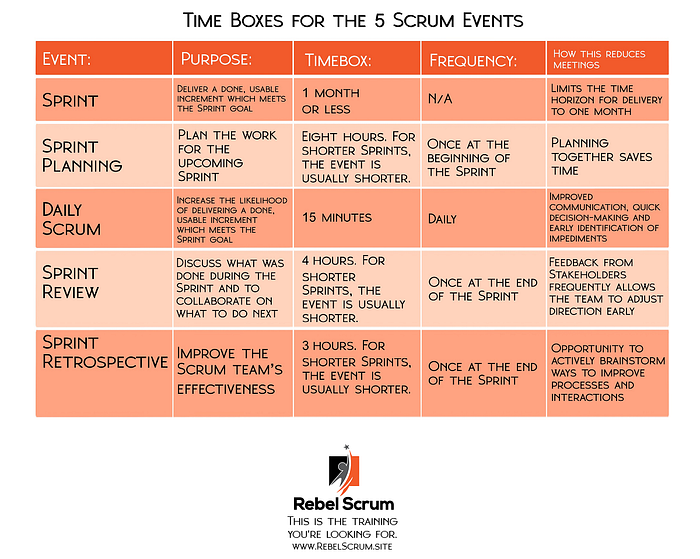 Time Boxes for the 5 Scrum Events
Event:
Purpose:
Timebox:
Frequency:
How this reduces
meetings
Sprint
Deliver a done, usable
increment which meets
the Sprint goal
1 month
or less
N/A
Limits the time
horizon for delivery
to one month
Sprint
Planning
Plan the work
for the
upcoming
Sprint
Eight hours. For
shorter Sprints,
the event is
usually shorter.
Once at the
beginning of
the Sprint
Planning
together saves
time
Daily
Scrum
Increase the likelihood
of delivering a done,
usable increment
which meets the
Sprint goal
15 minutes
Daily
Improved
communication, quick
decision-making and
early identification of
impediments
Sprint
Review
Discuss what was
done during the
Sprint and to
collaborate on
what to do next
4 hours. For
shorter
Sprints, the
event is usually
shorter.
Once at the end
of the Sprint
Feedback from
Stakeholders
frequently allows
the team to adjust
direction early
Sprint
Retrospective
Improve the
Scrum team's
effectiveness
3 hours. For
shorter Sprints,
the event is
usually shorter.
Once at the end
of the Sprint
Opportunity to
actively brainstorm
ways to improve
processes and
interactions
Rebel Scrum
This is the training
you're looking for.
www.RebelScrum.site